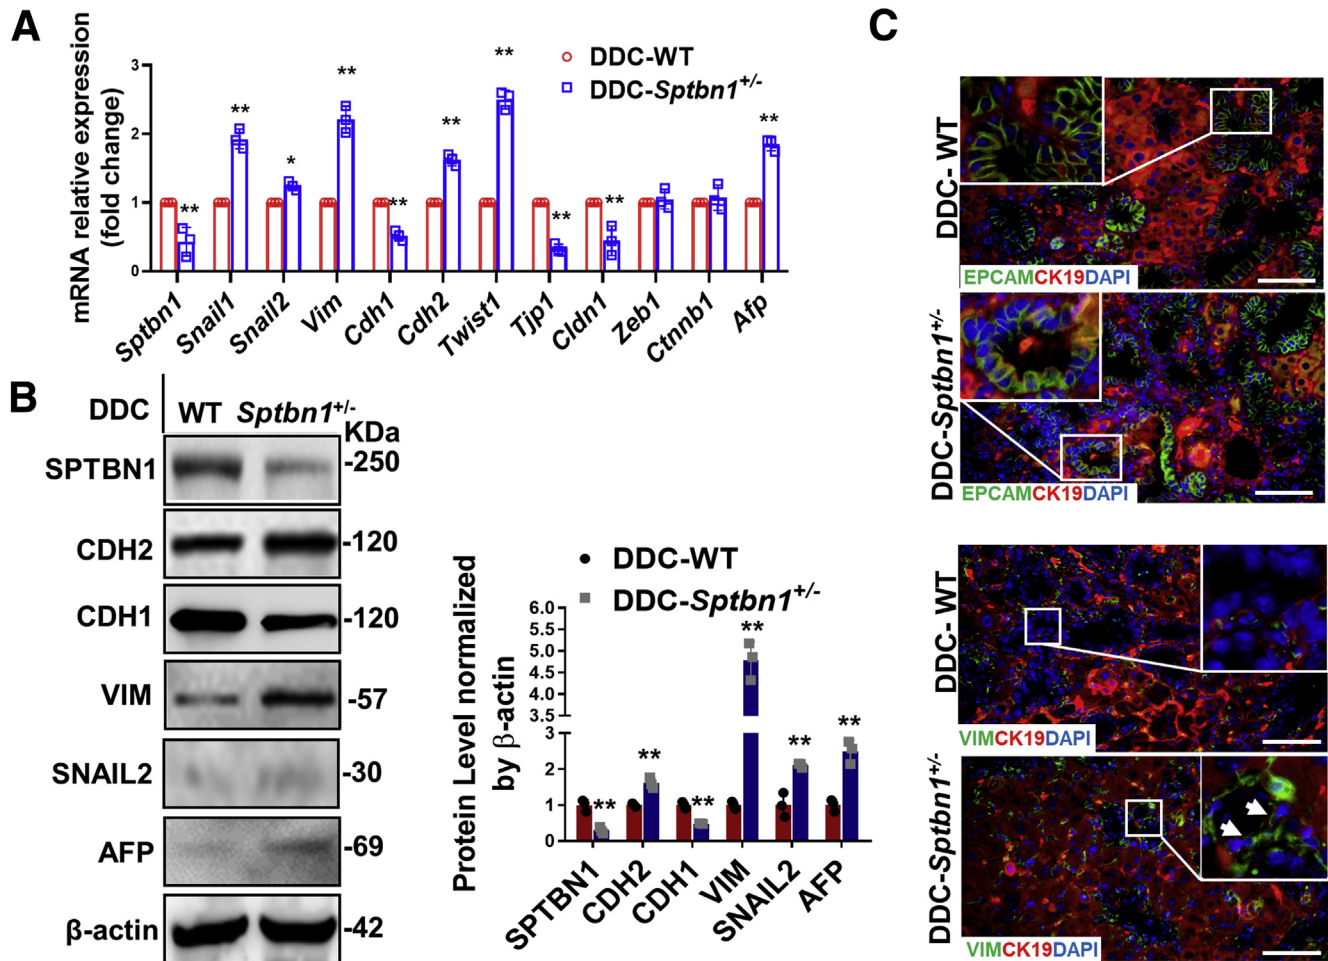 A
mRNA relative expression
(fold change)
3
2
1
0
DDC-WT
DDC-Sptbn1+/-
**
**
*
**
**
**
**
**
**
**
Sptbn1
Snail1
Snail2
Vim
Cdh1
Cdh2
Twist1
Tjp1
Cldn1
Zeb1
Ctnnb1
Afp
B
DDC
WT Sptbn1+/-
KDa
SPTBN1
-250
CDH2
-120
CDH1
-120
VIM
-57
SNAIL2
-30
AFP
-69
β-actin
-42
Protein Level normalized
by β-actin
DDC-WT
DDC-Sptbn1+/-
6.0
5.5
5.0
4.5
4.0
3.5
3
2
1
0
**
**
**
**
**
**
SPTBN1
CDH2
CDH1
VIM
SNAIL2
AFP
C
DDC- WT
EPCAMCK19DAPI
DDC-Sptbn1+/-
EPCAMCK19DAPI
DDC- WT
VIMCK19DAPI
DDC-Sptbn1+/-
VIMCK19DAPI